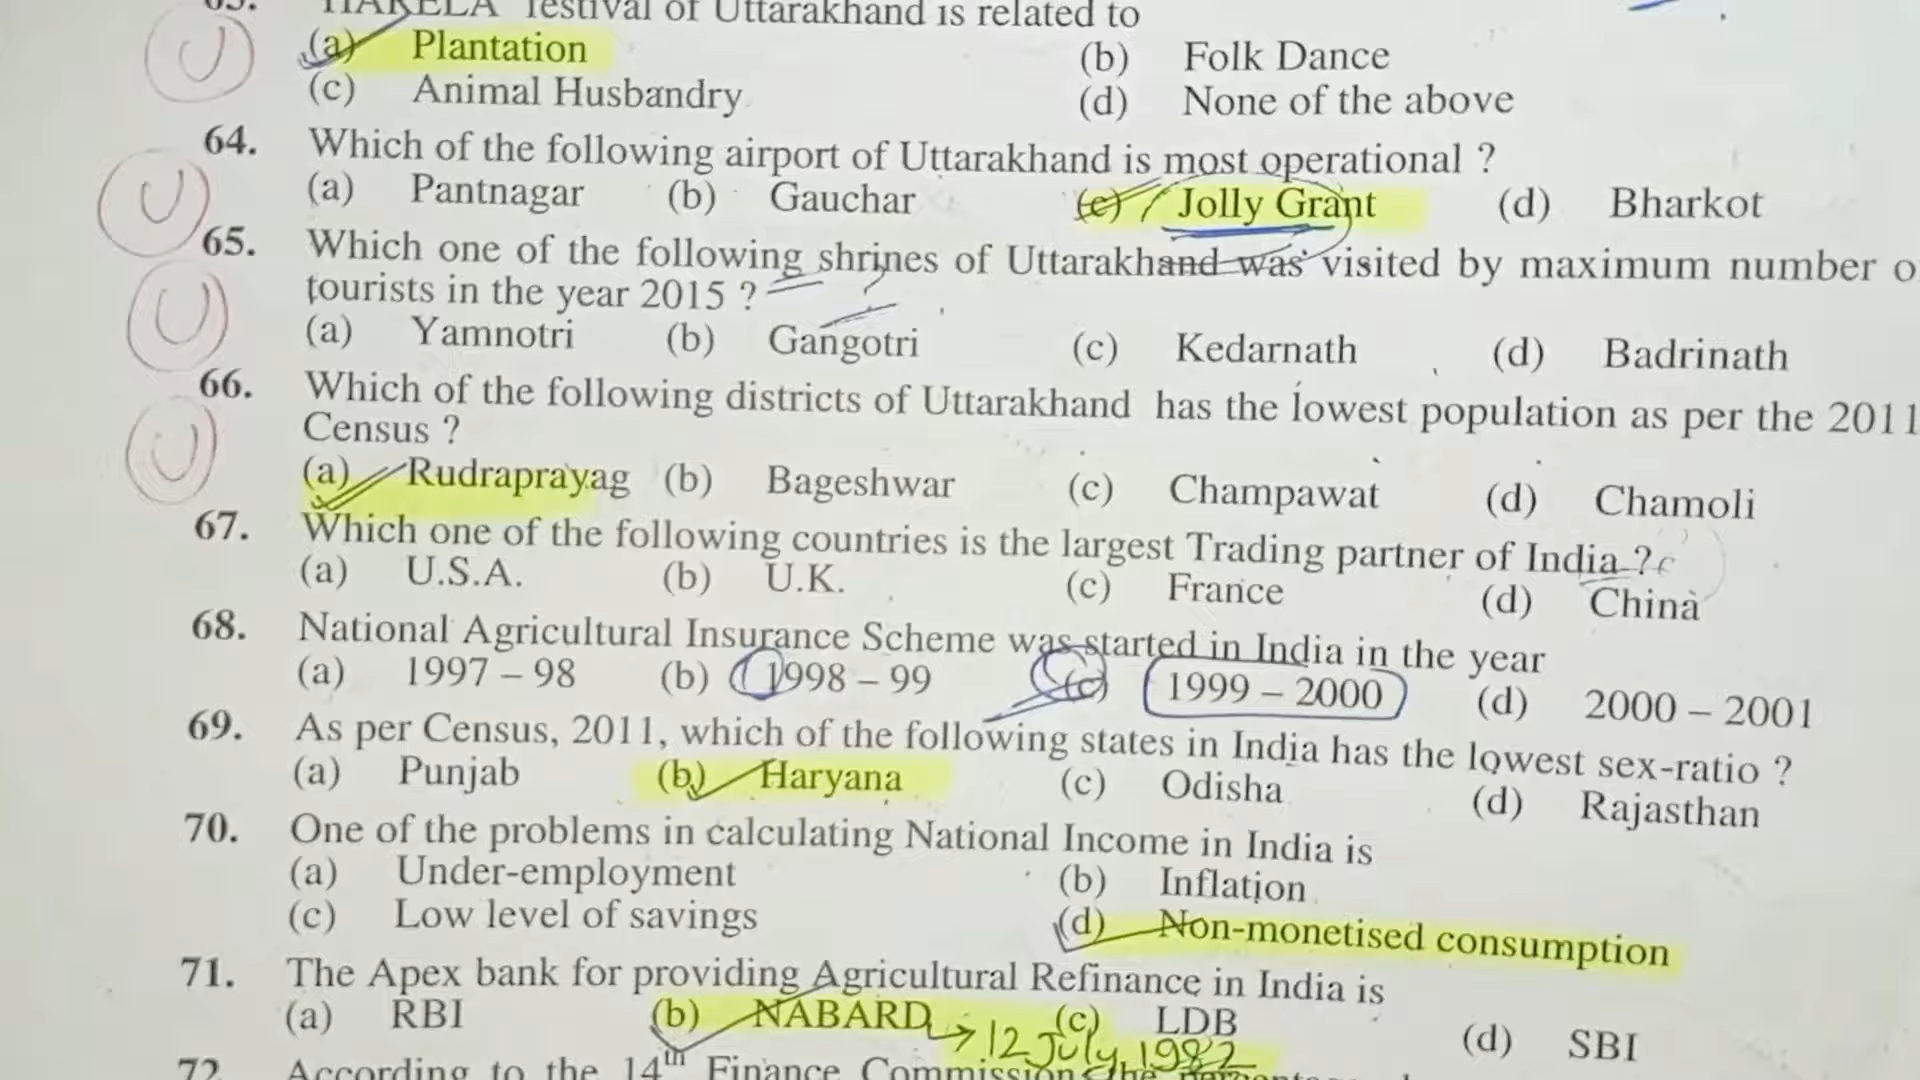 HARELA festival of Uttarakhand is related to
(a) Plantation (b) Folk Dance
(c) Animal Husbandry (d) None of the above
64. Which of the following airport of Uttarakhand is most operational ?
(a) Pantnagar (b) Gauchar (c) Jolly Grant (d) Bharkot
65. Which one of the following shrines of Uttarakhand was visited by maximum number
tourists in the year 2015 ?
(a) Yamnotri (b) Gangotri (c) Kedarnath (d) Badrinath
66. Which of the following districts of Uttarakhand has the lowest population as per the 2011
Census ?
(a) Rudraprayag (b) Bageshwar (c) Champawat (d) Chamoli
67. Which one of the following countries is the largest Trading partner of India ?
(a) U.S.A. (b) U.K. (c) France (d) China
68. National Agricultural Insurance Scheme was started in India in the year
(a) 1997 – 98 (b) 1998 – 99 (c) 1999 – 2000 (d) 2000 – 2001
69. As per Census, 2011, which of the following states in India has the lowest sex-ratio ?
(a) Punjab (b) Haryana (c) Odisha (d) Rajasthan
70. One of the problems in calculating National Income in India is
(a) Under-employment (b) Inflation
(c) Low level of savings (d) Non-monetised consumption
71. The Apex bank for providing Agricultural Refinance in India is
(a) RBI (b) NABARD (c) LDB (d) SBI
→ 12 July, 1982
72. According to the 14th Finance Commission the